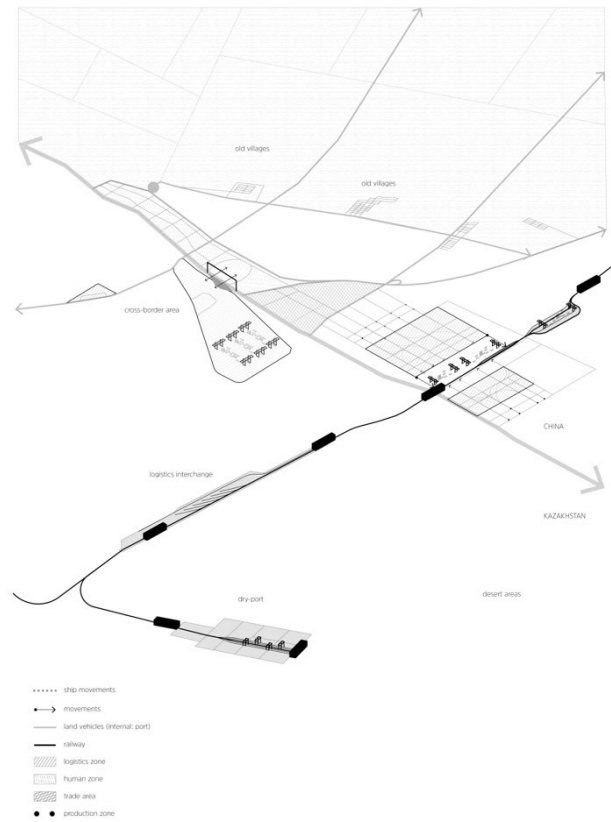 old villages
old villages
cross-border area
CHINA
logistics interchange
KAZAKHSTAN
dry-port
desert areas
ship movements
movements
land vehicles (internal: port)
railway
logistics zone
human zone
trade area
production zone